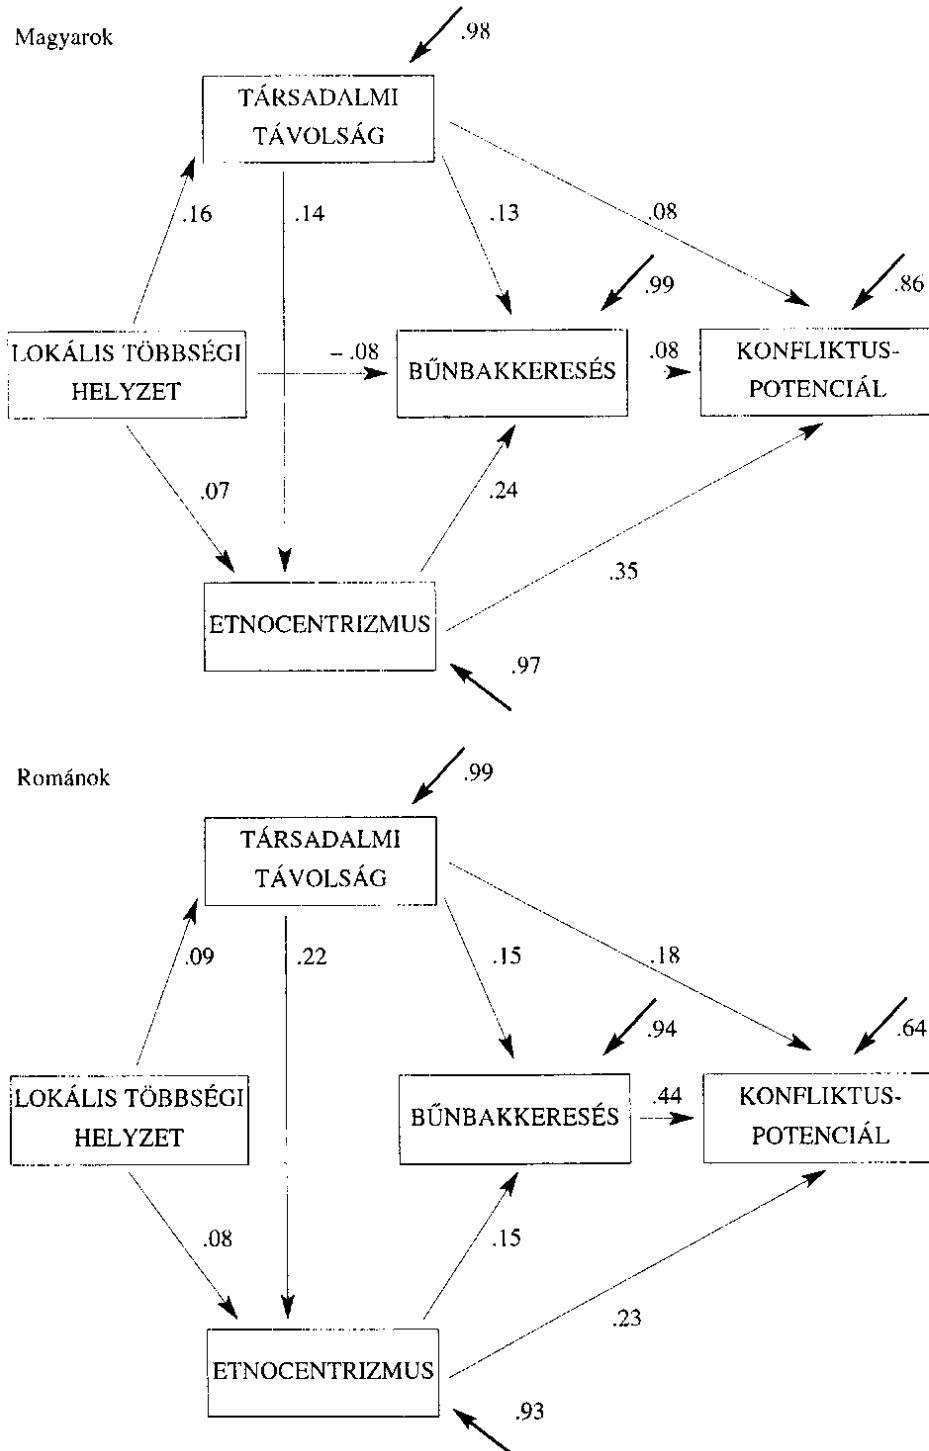 Magyarok
.98
TÁRSADALMI
TÁVOLSÁG
.16
.14
.13
.08
.99
.86
LOKÁLIS TÖBBSÉGI
HELYZET
– .08
BŰNBAKKERESÉS
.08
KONFLIKTUS-
POTENCIÁL
.07
.24
.35
ETNOCENTRIZMUS
.97
Románok
.99
TÁRSADALMI
TÁVOLSÁG
.09
.22
.15
.18
.94
.64
LOKÁLIS TÖBBSÉGI
HELYZET
BŰNBAKKERESÉS
.44
KONFLIKTUS-
POTENCIÁL
.08
.15
.23
ETNOCENTRIZMUS
.93